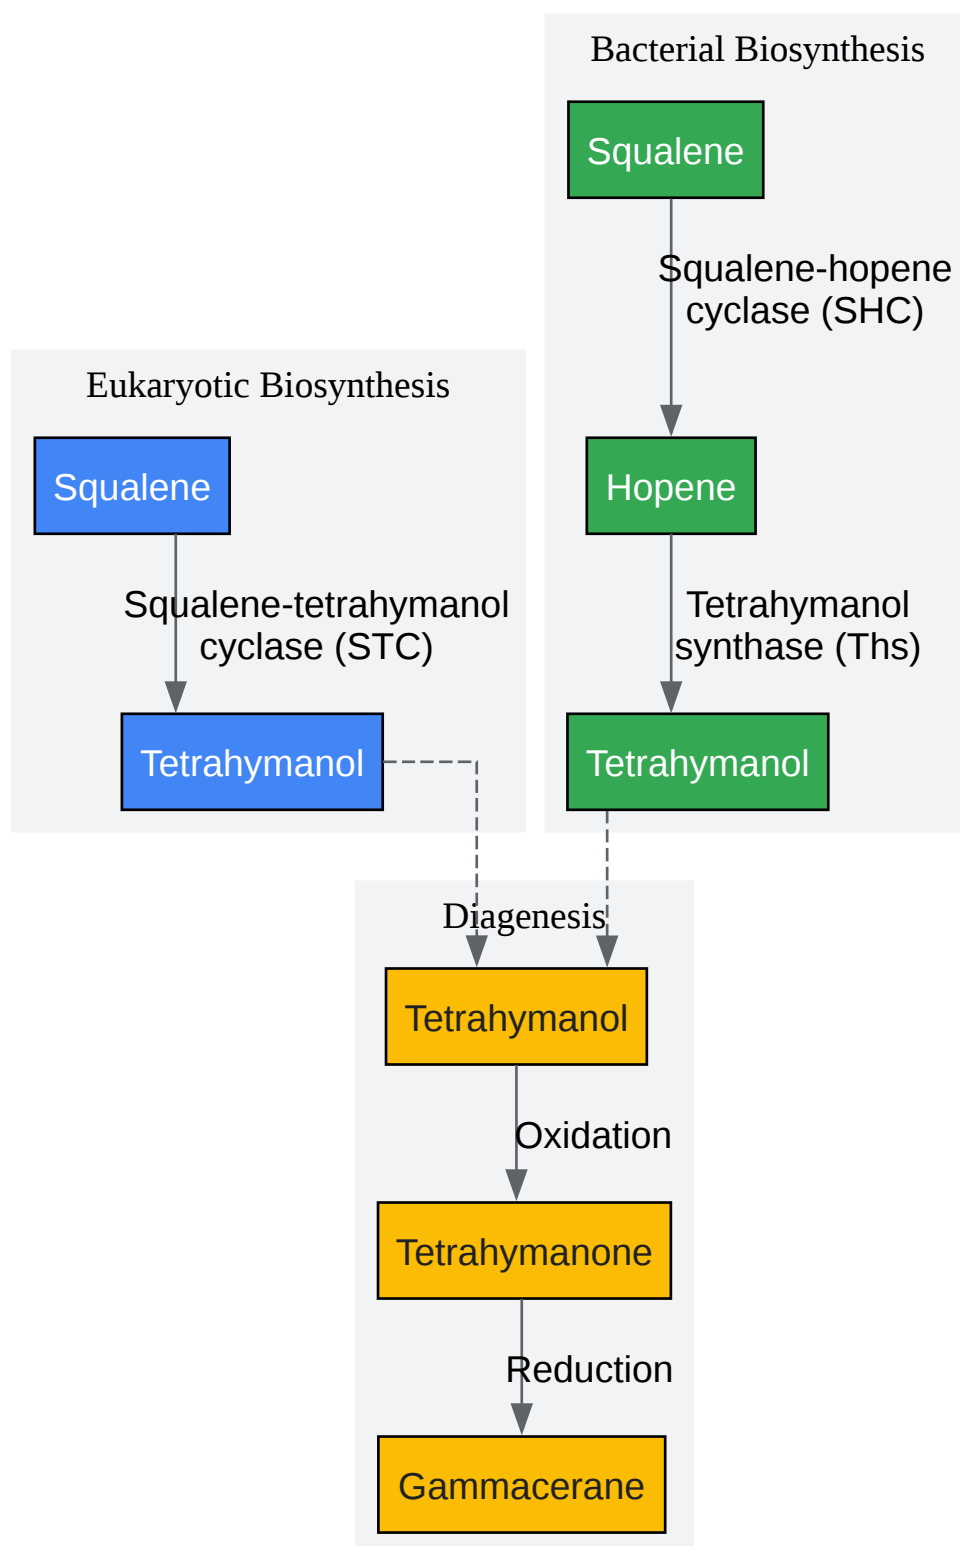 Bacterial Biosynthesis
Squalene
Squalene-hopene
cyclase (SHC)
Hopene
Tetrahymanol
synthase (Ths)
Tetrahymanol
Eukaryotic Biosynthesis
Squalene
Squalene-tetrahymanol
cyclase (STC)
Tetrahymanol
Diagenesis
Tetrahymanol
Oxidation
Tetrahymanone
Reduction
Gammacerane